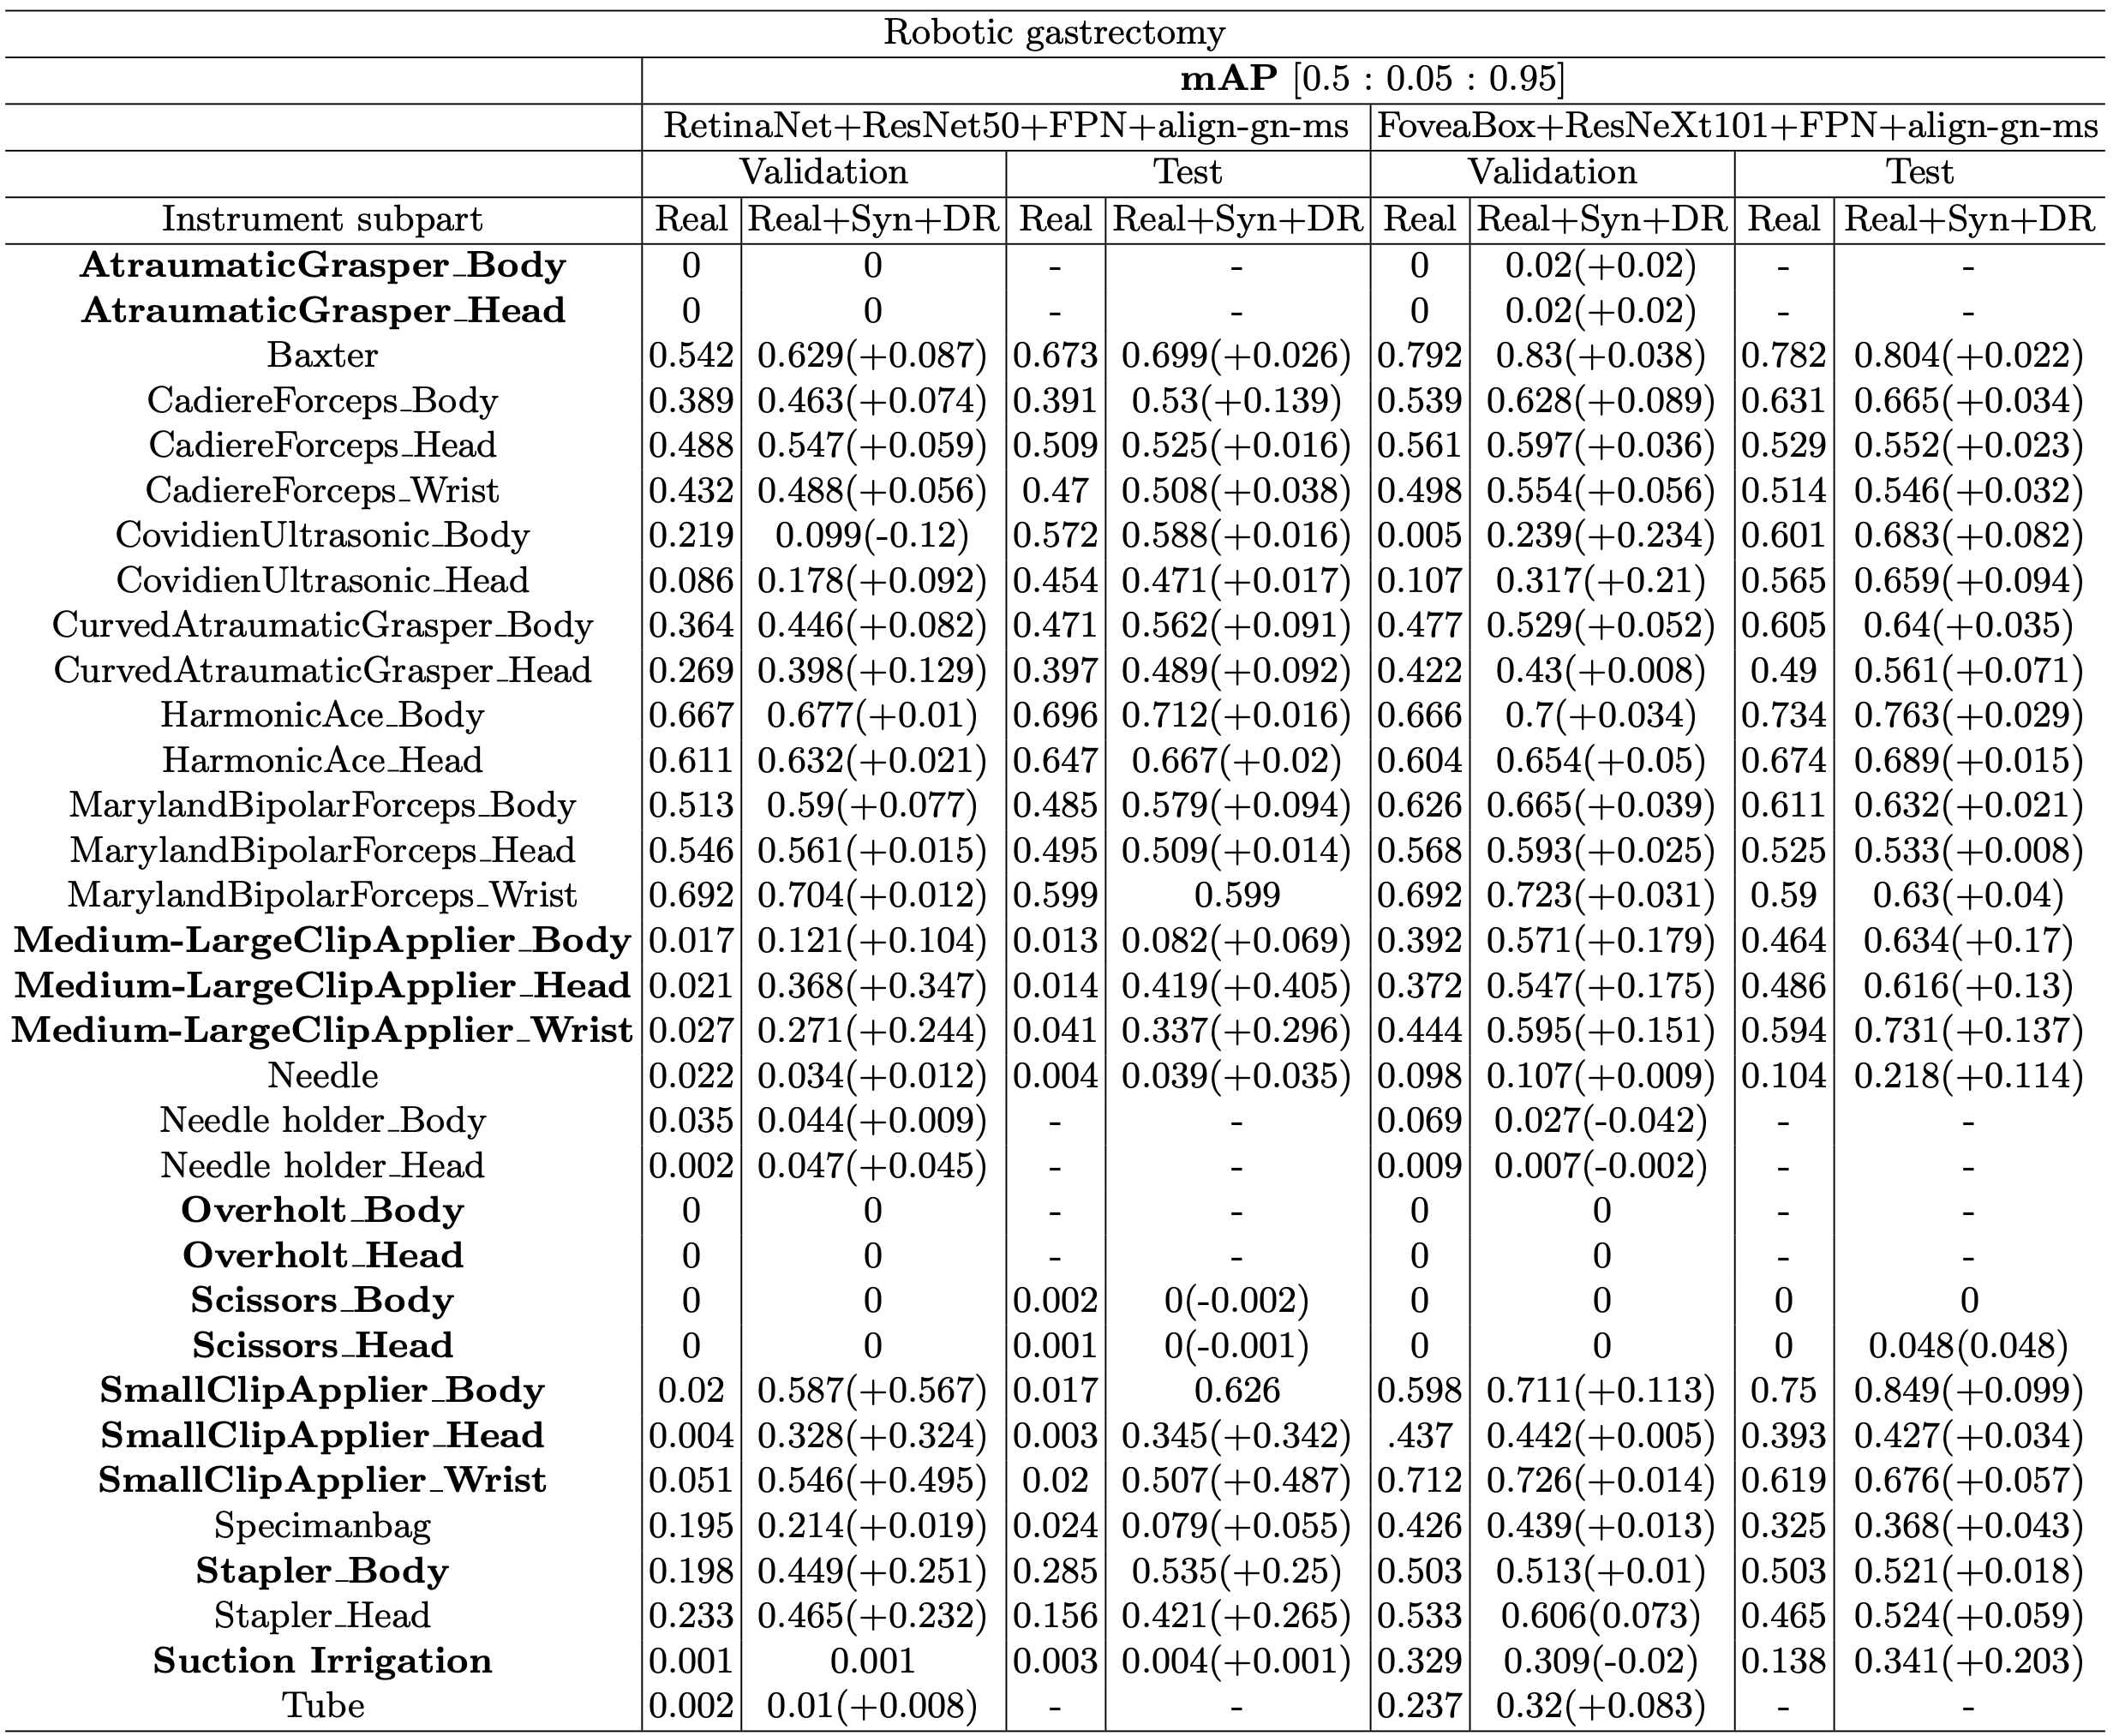 Robotic gastrectomy
mAP [0.5 : 0.05 : 0.95]
RetinaNet+ResNet50+FPN+align-gn-ms FoveaBox+ResNeXt101+FPN+align-gn-ms
Validation Test Validation Test
Instrument subpart Real Real+Syn+DR Real Real+Syn+DR Real Real+Syn+DR Real Real+Syn+DR
AtraumaticGrasper_Body 0 0 - - 0 0.02(+0.02) - -
AtraumaticGrasper_Head 0 0 - - 0 0.02(+0.02) - -
Baxter 0.542 0.629(+0.087) 0.673 0.699(+0.026) 0.792 0.83(+0.038) 0.782 0.804(+0.022)
CadiereForceps_Body 0.389 0.463(+0.074) 0.391 0.53(+0.139) 0.539 0.628(+0.089) 0.631 0.665(+0.034)
CadiereForceps_Head 0.488 0.547(+0.059) 0.509 0.525(+0.016) 0.561 0.597(+0.036) 0.529 0.552(+0.023)
CadiereForceps_Wrist 0.432 0.488(+0.056) 0.47 0.508(+0.038) 0.498 0.554(+0.056) 0.514 0.546(+0.032)
CovidienUltrasonic_Body 0.219 0.099(-0.12) 0.572 0.588(+0.016) 0.005 0.239(+0.234) 0.601 0.683(+0.082)
CovidienUltrasonic_Head 0.086 0.178(+0.092) 0.454 0.471(+0.017) 0.107 0.317(+0.21) 0.565 0.659(+0.094)
CurvedAtraumaticGrasper_Body 0.364 0.446(+0.082) 0.471 0.562(+0.091) 0.477 0.529(+0.052) 0.605 0.64(+0.035)
CurvedAtraumaticGrasper_Head 0.269 0.398(+0.129) 0.397 0.489(+0.092) 0.422 0.43(+0.008) 0.49 0.561(+0.071)
HarmonicAce_Body 0.667 0.677(+0.01) 0.696 0.712(+0.016) 0.666 0.7(+0.034) 0.734 0.763(+0.029)
HarmonicAce_Head 0.611 0.632(+0.021) 0.647 0.667(+0.02) 0.604 0.654(+0.05) 0.674 0.689(+0.015)
MarylandBipolarForceps_Body 0.513 0.59(+0.077) 0.485 0.579(+0.094) 0.626 0.665(+0.039) 0.611 0.632(+0.021)
MarylandBipolarForceps_Head 0.546 0.561(+0.015) 0.495 0.509(+0.014) 0.568 0.593(+0.025) 0.525 0.533(+0.008)
MarylandBipolarForceps_Wrist 0.692 0.704(+0.012) 0.599 0.599 0.692 0.723(+0.031) 0.59 0.63(+0.04)
Medium-LargeClipApplier_Body 0.017 0.121(+0.104) 0.013 0.082(+0.069) 0.392 0.571(+0.179) 0.464 0.634(+0.17)
Medium-LargeClipApplier_Head 0.021 0.368(+0.347) 0.014 0.419(+0.405) 0.372 0.547(+0.175) 0.486 0.616(+0.13)
Medium-LargeClipApplier_Wrist 0.027 0.271(+0.244) 0.041 0.337(+0.296) 0.444 0.595(+0.151) 0.594 0.731(+0.137)
Needle 0.022 0.034(+0.012) 0.004 0.039(+0.035) 0.098 0.107(+0.009) 0.104 0.218(+0.114)
Needle holder_Body 0.035 0.044(+0.009) - - 0.069 0.027(-0.042) - -
Needle holder_Head 0.002 0.047(+0.045) - - 0.009 0.007(-0.002) - -
Overholt_Body 0 0 - - 0 0 - -
Overholt_Head 0 0 - - 0 0 - -
Scissors_Body 0 0 0.002 0(-0.002) 0 0 0 0
Scissors_Head 0 0 0.001 0(-0.001) 0 0 0 0.048(0.048)
SmallClipApplier_Body 0.02 0.587(+0.567) 0.017 0.626 0.598 0.711(+0.113) 0.75 0.849(+0.099)
SmallClipApplier_Head 0.004 0.328(+0.324) 0.003 0.345(+0.342) .437 0.442(+0.005) 0.393 0.427(+0.034)
SmallClipApplier_Wrist 0.051 0.546(+0.495) 0.02 0.507(+0.487) 0.712 0.726(+0.014) 0.619 0.676(+0.057)
Specimanbag 0.195 0.214(+0.019) 0.024 0.079(+0.055) 0.426 0.439(+0.013) 0.325 0.368(+0.043)
Stapler_Body 0.198 0.449(+0.251) 0.285 0.535(+0.25) 0.503 0.513(+0.01) 0.503 0.521(+0.018)
Stapler_Head 0.233 0.465(+0.232) 0.156 0.421(+0.265) 0.533 0.606(0.073) 0.465 0.524(+0.059)
Suction Irrigation 0.001 0.001 0.003 0.004(+0.001) 0.329 0.309(-0.02) 0.138 0.341(+0.203)
Tube 0.002 0.01(+0.008) - - 0.237 0.32(+0.083) - -